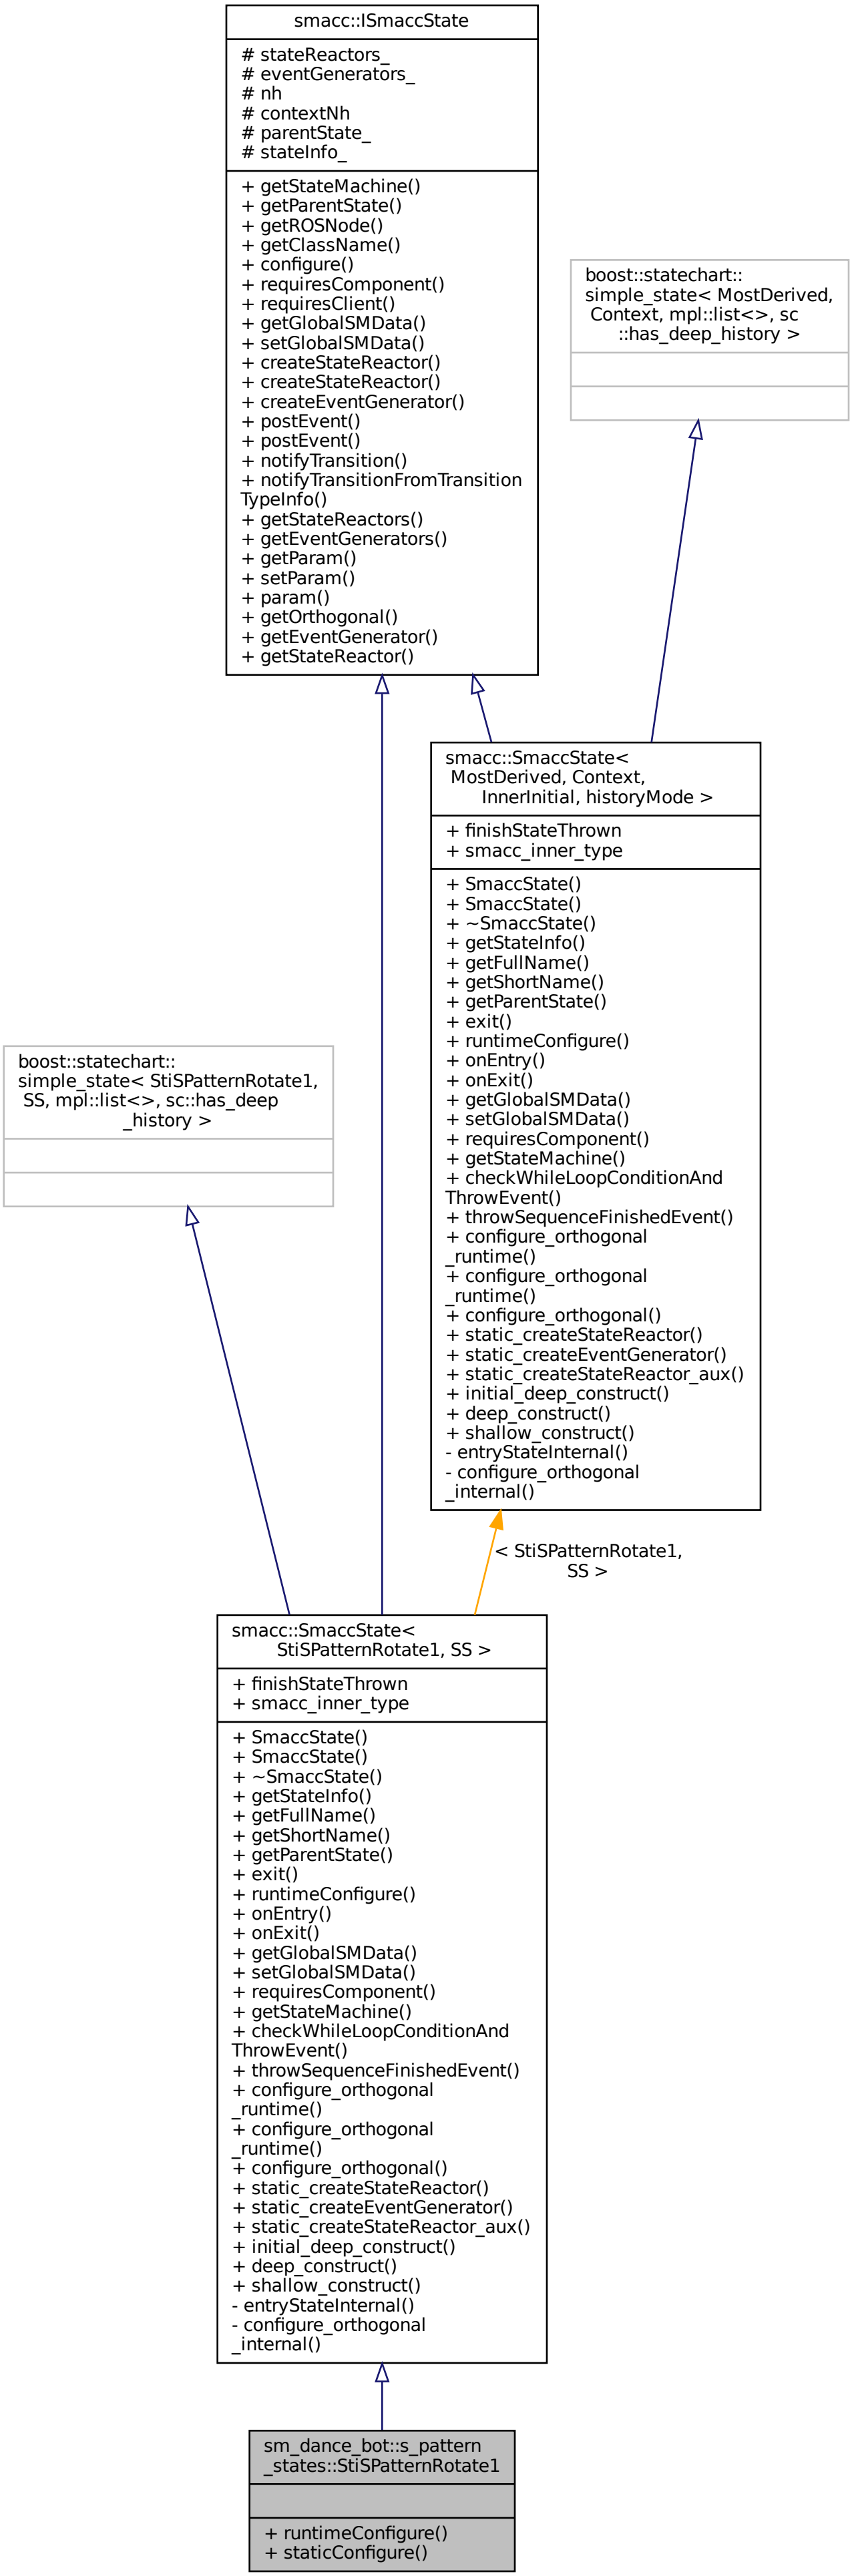 smacc::ISmaccState
# stateReactors_
# eventGenerators_
# nh
# contextNh
# parentState_
# stateInfo_
+ getStateMachine()
+ getParentState()
+ getROSNode()
+ getClassName()
+ configure()
+ requiresComponent()
+ requiresClient()
+ getGlobalSMData()
+ setGlobalSMData()
+ createStateReactor()
+ createStateReactor()
+ createEventGenerator()
+ postEvent()
+ postEvent()
+ notifyTransition()
+ notifyTransitionFromTransition
TypeInfo()
+ getStateReactors()
+ getEventGenerators()
+ getParam()
+ setParam()
+ param()
+ getOrthogonal()
+ getEventGenerator()
+ getStateReactor()
boost::statechart::
simple_state< MostDerived,
Context, mpl::list<>, sc
::has_deep_history >
smacc::SmaccState<
MostDerived, Context,
InnerInitial, historyMode >
+ finishStateThrown
+ smacc_inner_type
+ SmaccState()
+ SmaccState()
+ ~SmaccState()
+ getStateInfo()
+ getFullName()
+ getShortName()
+ getParentState()
+ exit()
+ runtimeConfigure()
+ onEntry()
+ onExit()
+ getGlobalSMData()
+ setGlobalSMData()
+ requiresComponent()
+ getStateMachine()
+ checkWhileLoopConditionAnd
ThrowEvent()
+ throwSequenceFinishedEvent()
+ configure_orthogonal
_runtime()
+ configure_orthogonal
_runtime()
+ configure_orthogonal()
+ static_createStateReactor()
+ static_createEventGenerator()
+ static_createStateReactor_aux()
+ initial_deep_construct()
+ deep_construct()
+ shallow_construct()
- entryStateInternal()
- configure_orthogonal
_internal()
boost::statechart::
simple_state< StiSPatternRotate1,
SS, mpl::list<>, sc::has_deep
_history >
< StiSPatternRotate1,
SS >
smacc::SmaccState<
StiSPatternRotate1, SS >
+ finishStateThrown
+ smacc_inner_type
+ SmaccState()
+ SmaccState()
+ ~SmaccState()
+ getStateInfo()
+ getFullName()
+ getShortName()
+ getParentState()
+ exit()
+ runtimeConfigure()
+ onEntry()
+ onExit()
+ getGlobalSMData()
+ setGlobalSMData()
+ requiresComponent()
+ getStateMachine()
+ checkWhileLoopConditionAnd
ThrowEvent()
+ throwSequenceFinishedEvent()
+ configure_orthogonal
_runtime()
+ configure_orthogonal
_runtime()
+ configure_orthogonal()
+ static_createStateReactor()
+ static_createEventGenerator()
+ static_createStateReactor_aux()
+ initial_deep_construct()
+ deep_construct()
+ shallow_construct()
- entryStateInternal()
- configure_orthogonal
_internal()
sm_dance_bot::s_pattern
_states::StiSPatternRotate1
+ runtimeConfigure()
+ staticConfigure()